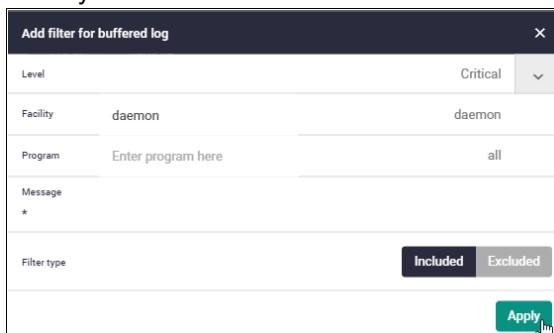 Add filter for buffered log ×
Level Critical
Facility daemon daemon
Program Enter program here all
Message
*
Filter type Included Excluded
Apply